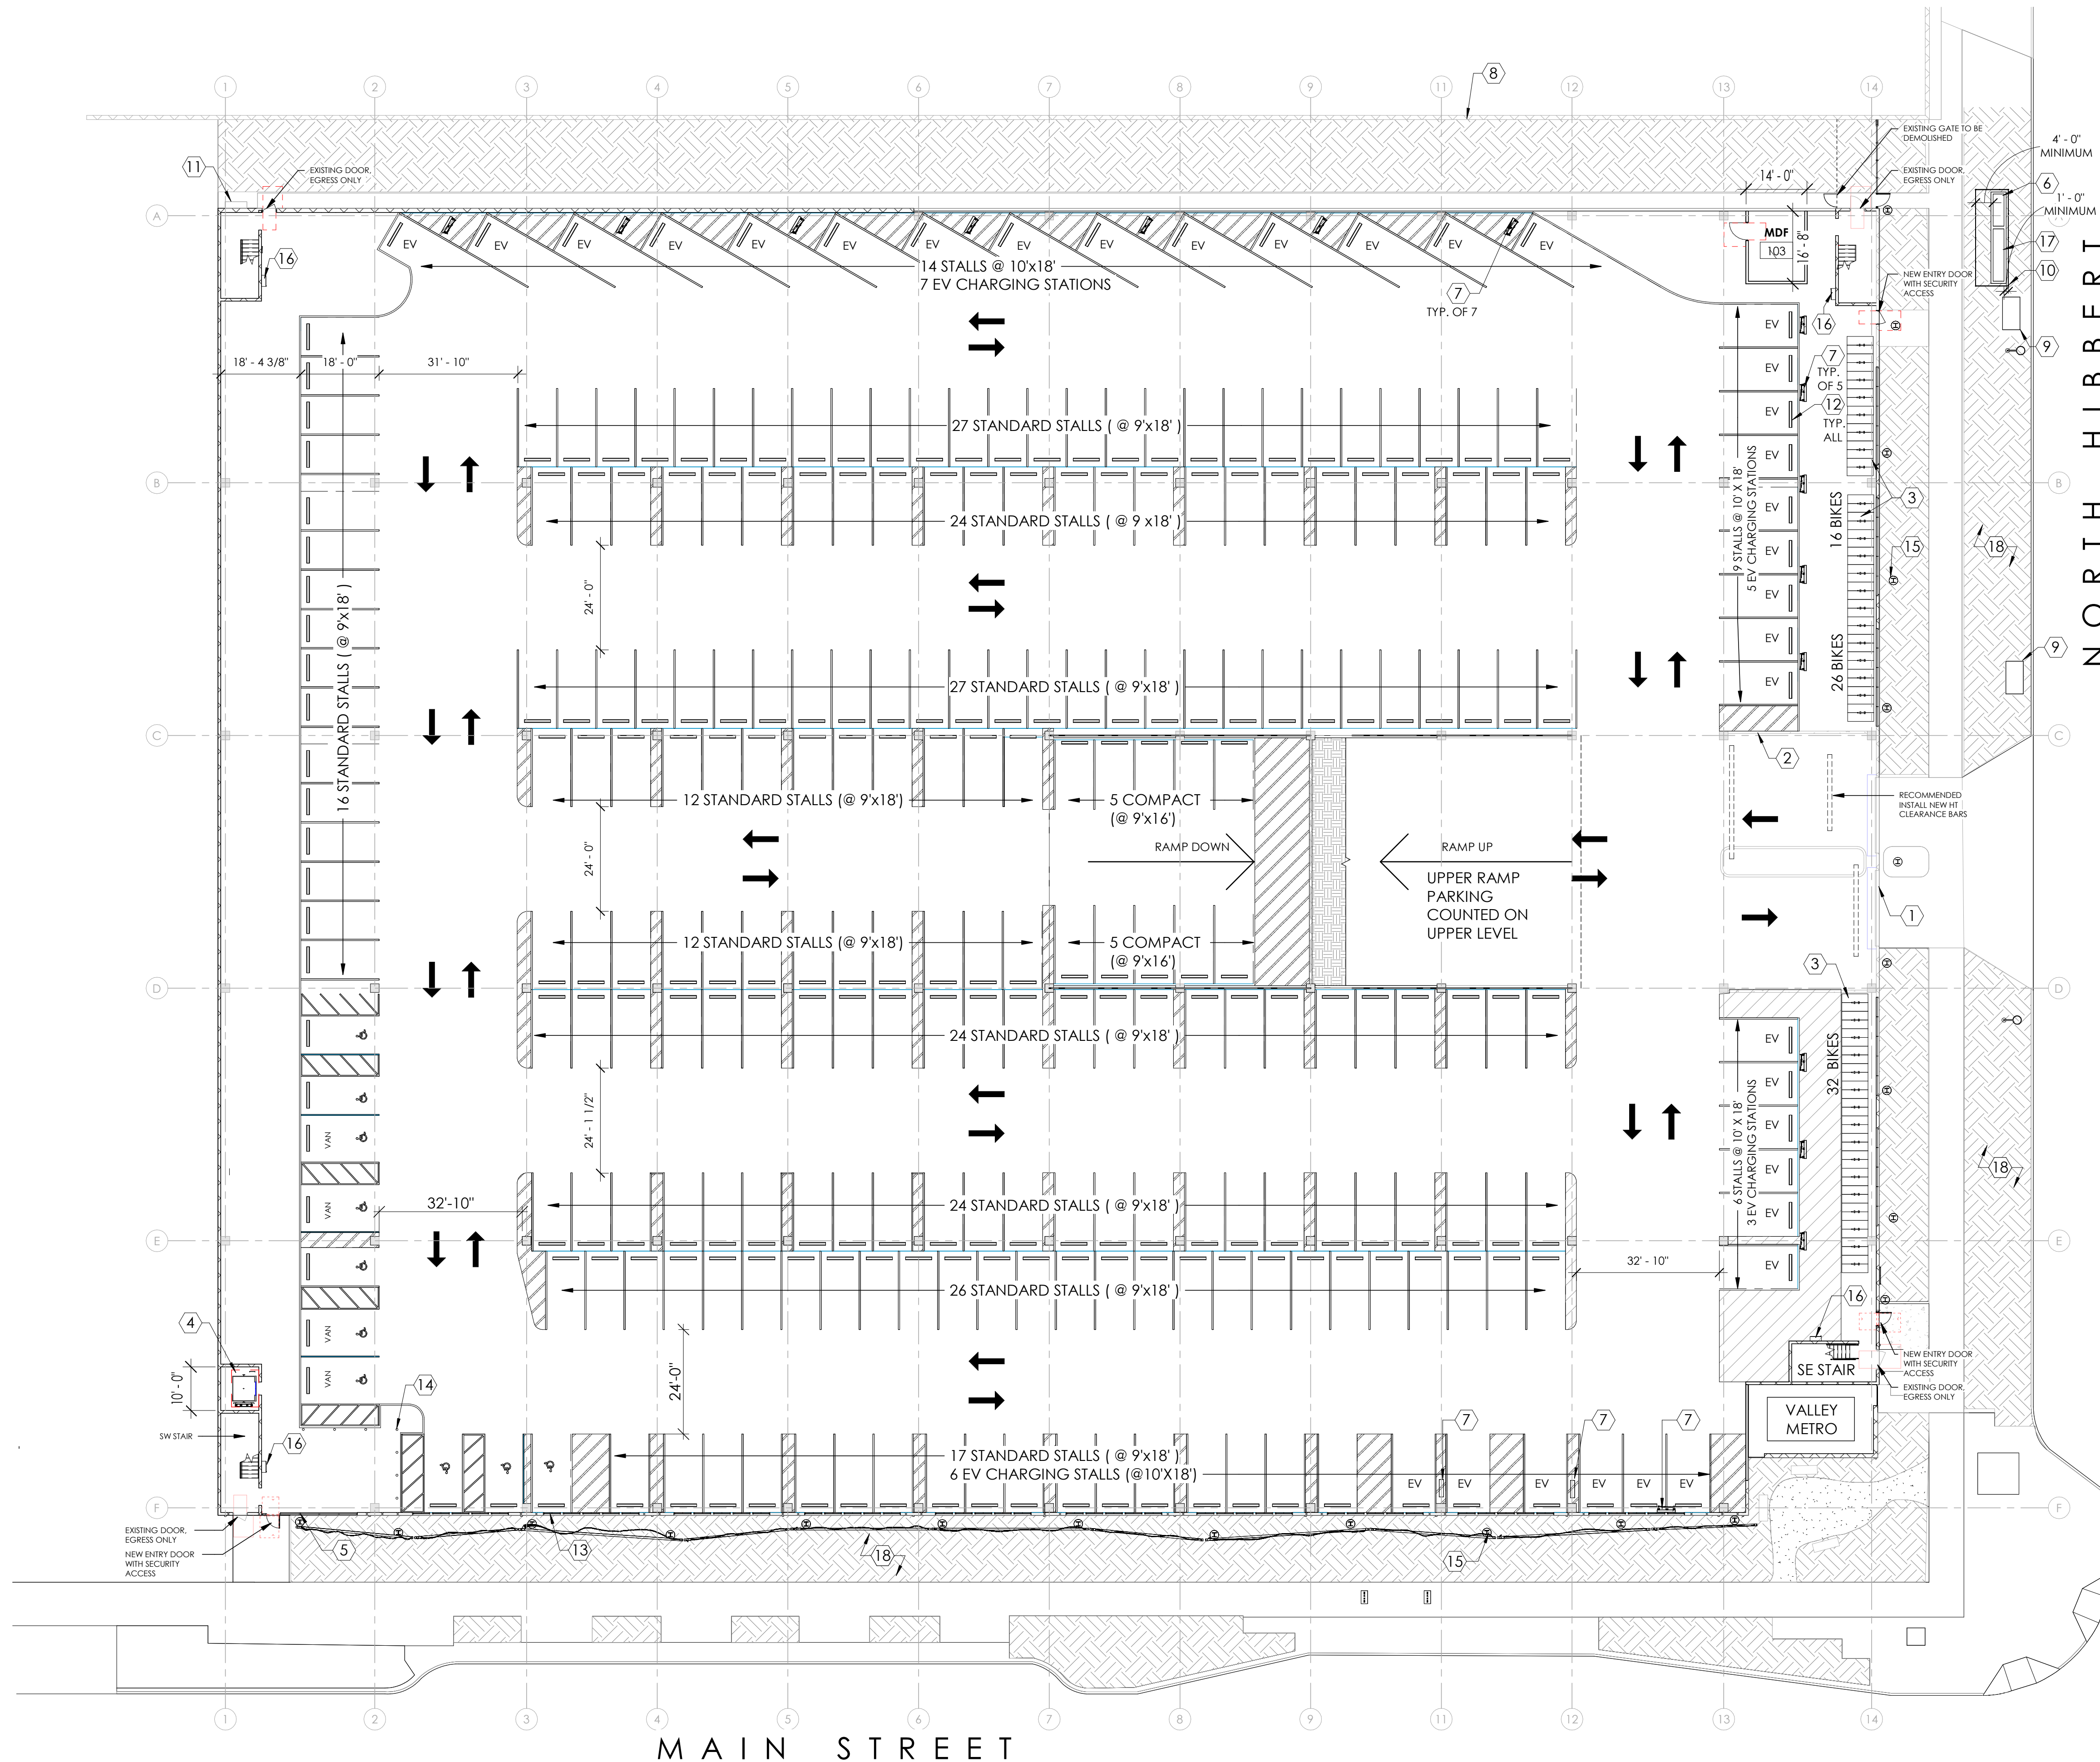 1
2
3
4
5
6
7
8
9
11
12
13
14
8
EXISTING GATE TO BE
DEMOLISHED
4' - 0"
MINIMUM
11
EXISTING DOOR,
EGRESS ONLY
14' - 0"
EXISTING DOOR,
EGRESS ONLY
6
1' - 0"
MINIMUM
A
MDF
103
16' - 8"
17
10
16
EV
EV
EV
EV
EV
EV
EV
EV
EV
EV
EV
EV
EV
EV
14 STALLS @ 10'x18'
7 EV CHARGING STATIONS
7
TYP. OF 7
NEW ENTRY DOOR
WITH SECURITY
ACCESS
16
9
18' - 4 3/8"
18' - 0"
31' - 10"
EV
EV
EV
EV
EV
EV
EV
EV
EV
7
TYP.
OF 5
12
TYP.
ALL
27 STANDARD STALLS ( @ 9'x18' )
B
B
24 STANDARD STALLS ( @ 9 x18' )
9 STALLS @ 10' X 18'
5 EV CHARGING STATIONS
16 BIKES
3
15
18
NORTH HIBBERT
16 STANDARD STALLS ( @ 9'x18' )
24' - 0"
26 BIKES
9
27 STANDARD STALLS ( @ 9'x18' )
C
C
2
12 STANDARD STALLS (@ 9'x18')
5 COMPACT
(@ 9'x16')
RECOMMENDED
INSTALL NEW HT
CLEARANCE BARS
24' - 0"
RAMP DOWN
RAMP UP
UPPER RAMP
PARKING
COUNTED ON
UPPER LEVEL
1
12 STANDARD STALLS (@ 9'x18')
5 COMPACT
(@ 9'x16')
3
D
D
24 STANDARD STALLS ( @ 9'x18' )
EV
EV
EV
EV
EV
EV
6 STALLS @ 10' X 18'
3 EV CHARGING STATIONS
32 BIKES
24' - 1 1/2"
VAN
VAN
18
32'-10"
24 STANDARD STALLS ( @ 9'x18' )
E
E
32' - 10"
26 STANDARD STALLS ( @ 9'x18' )
16
4
VAN
VAN
10' - 0"
24'-0"
SE STAIR
NEW ENTRY DOOR
WITH SECURITY
ACCESS
EXISTING DOOR,
EGRESS ONLY
14
VALLEY
METRO
SW STAIR
16
7
7
7
17 STANDARD STALLS ( @ 9'x18' )
6 EV CHARGING STALLS (@10'X18')
EV
EV
EV
EV
EV
EV
F
F
EXISTING DOOR,
EGRESS ONLY
NEW ENTRY DOOR
WITH SECURITY
ACCESS
5
13
18
15
1
2
3
4
5
6
7
8
9
11
12
13
14
MAIN STREET